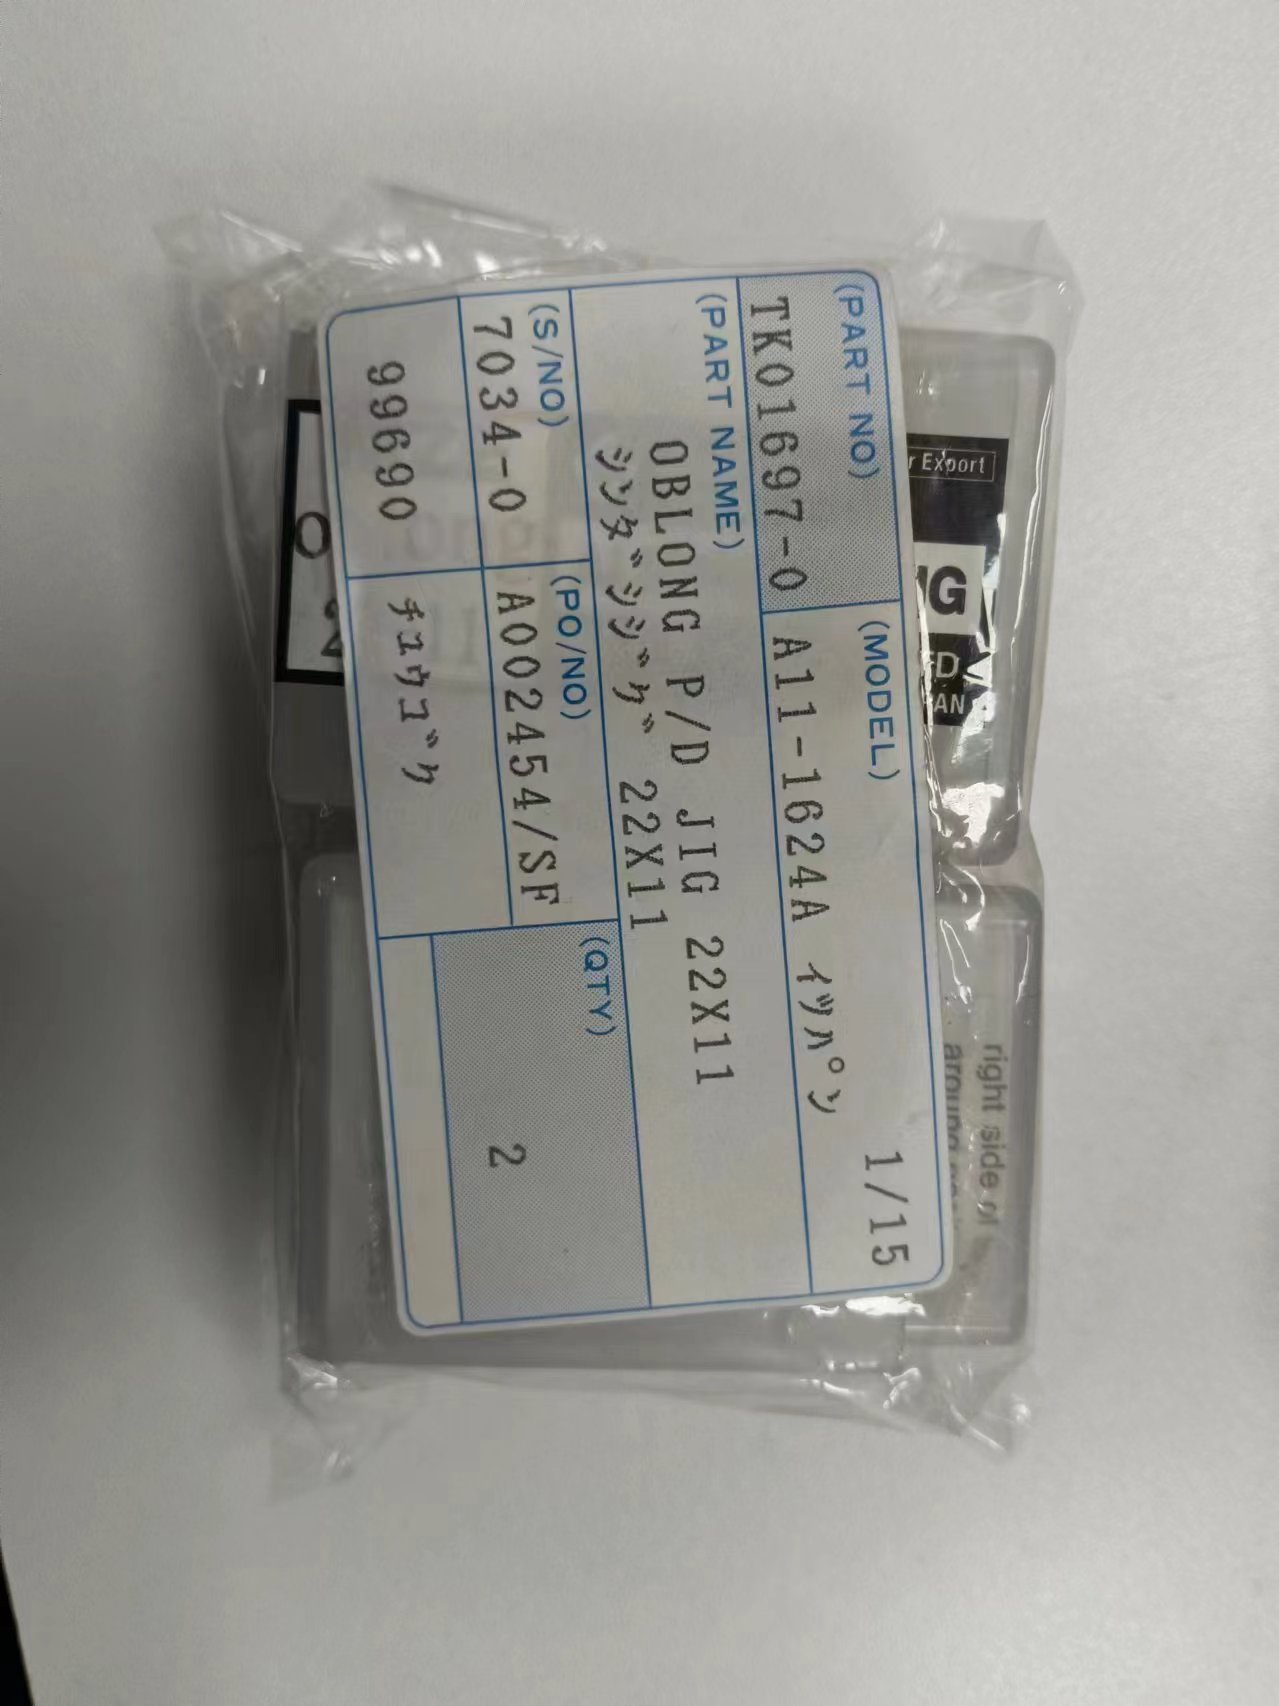 (PART NO)
TK01697-0
(MODEL)
A11-1624A イツパン
1/15
(PART NAME)
OBLONG P/D JIG 22X11
シンダシジグ 22X11
(S/NO)
7034-0
(PO/NO)
A002454/SF
(QTY)
2
99690
チユウゴク
r Export
right side of